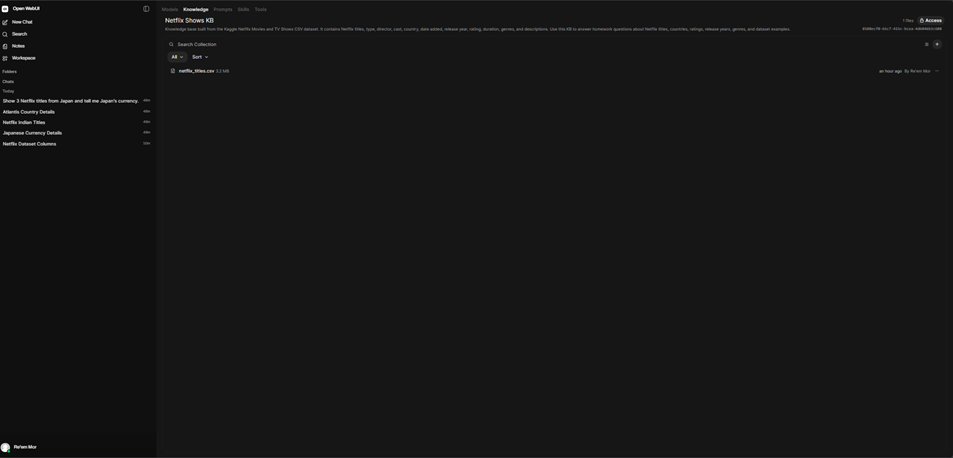 Open WebUI
New Chat
Search
Notes
Workspace
Folders
Chats
Today
Show 3 Netflix titles from Japan and tell me Japan's currency.
Atlantis Country Details
Netflix Indian Titles
Japanese Currency Details
Netflix Dataset Columns
Re'em Mor
Models Knowledge Prompts Skills Tools
Netflix Shows KB
1 files
Access
Knowledge base built from the Kaggle Netflix Movies and TV Shows CSV dataset. It contains Netflix titles, type, director, cast, country, date added, release year, rating, duration, genres, and descriptions. Use this KB to answer homework questions about Netflix titles, countries, ratings, release years, genres, and dataset examples.
Search Collection
All Sort
netflix_titles.csv 3.2 MB
an hour ago By Re'em Mor